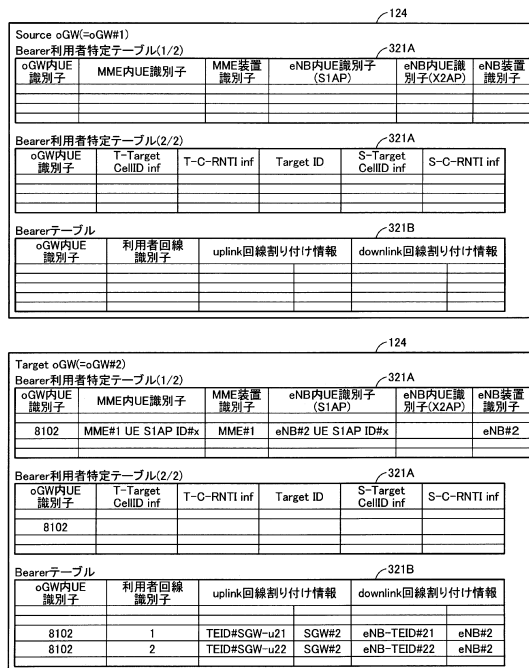 124
Source oGW(=oGW#1)
Bearer利用者特定テーブル(1/2)
321A
oGW内UE識別子 MME内UE識別子 MME装置識別子 eNB内UE識別子(S1AP) eNB内UE識別子(X2AP) eNB装置識別子
Bearer利用者特定テーブル(2/2)
321A
oGW内UE識別子 T-Target CellID inf T-C-RNTI inf Target ID S-Target CellID inf S-C-RNTI inf
Bearerテーブル
321B
oGW内UE識別子 利用者回線識別子 uplink回線割り付け情報 downlink回線割り付け情報
124
Target oGW(=oGW#2)
Bearer利用者特定テーブル(1/2)
321A
oGW内UE識別子 MME内UE識別子 MME装置識別子 eNB内UE識別子(S1AP) eNB内UE識別子(X2AP) eNB装置識別子
8102 MME#1 UE S1AP ID#x MME#1 eNB#2 UE S1AP ID#x eNB#2
Bearer利用者特定テーブル(2/2)
321A
oGW内UE識別子 T-Target CellID inf T-C-RNTI inf Target ID S-Target CellID inf S-C-RNTI inf
8102
Bearerテーブル
321B
oGW内UE識別子 利用者回線識別子 uplink回線割り付け情報 downlink回線割り付け情報
8102 1 TEID#SGW-u21 SGW#2 eNB-TEID#21 eNB#2
8102 2 TEID#SGW-u22 SGW#2 eNB-TEID#22 eNB#2